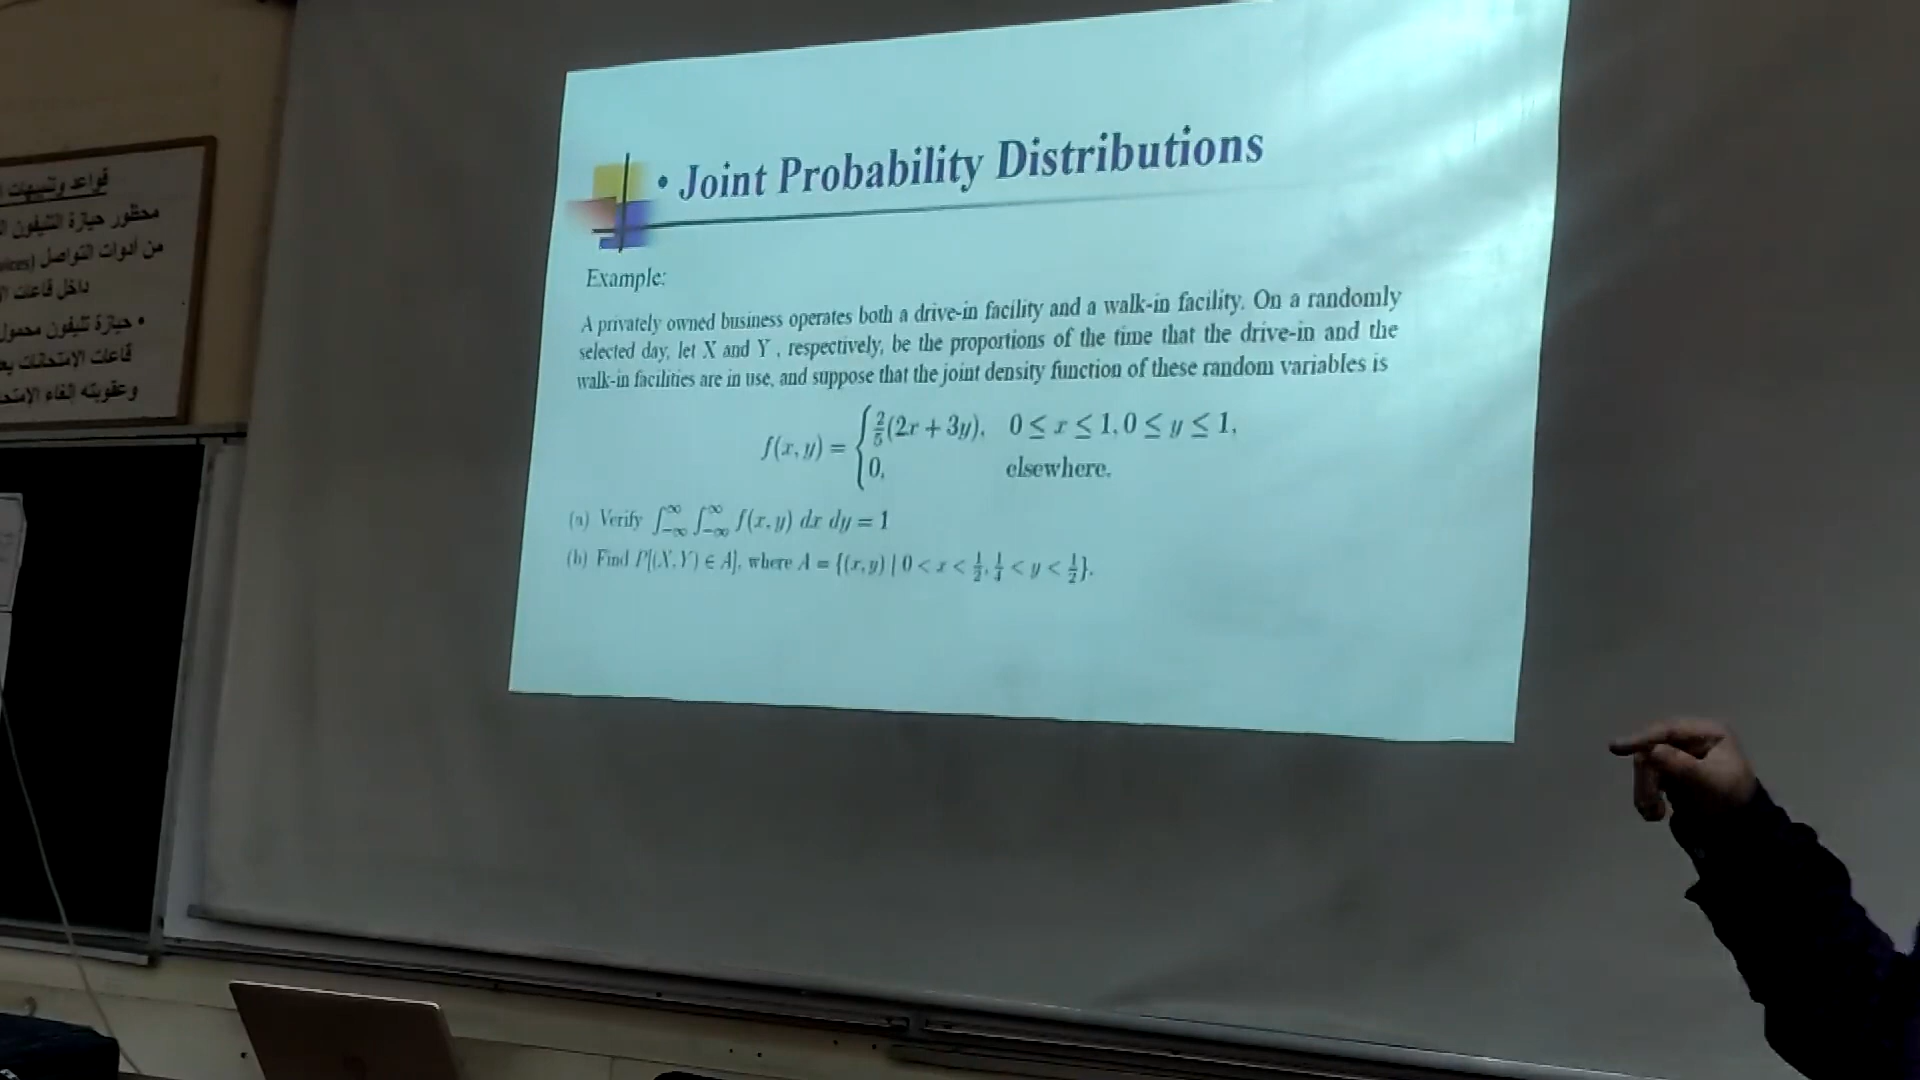 • Joint Probability Distributions
Example:
A privately owned business operates both a drive-in facility and a walk-in facility. On a randomly
selected day, let X and Y , respectively, be the proportions of the time that the drive-in and the
walk-in facilities are in use, and suppose that the joint density function of these random variables is
f(x, y) = { 2/5 (2x + 3y), 0 ≤ x ≤ 1, 0 ≤ y ≤ 1,
0, elsewhere.
(a) Verify ∫_{-∞}^{∞} ∫_{-∞}^{∞} f(x, y) dx dy = 1
(b) Find P[(X, Y) ∈ A], where A = {(x, y) | 0 < x < 1/2, 1/4 < y < 1/2}.
قواعد وتنبيهات
محظور حيازة التليفون
من أدوات التواصل
داخل قاعات
• حيازة تليفون محمول
قاعات الإمتحانات
وعقوبته إلغاء